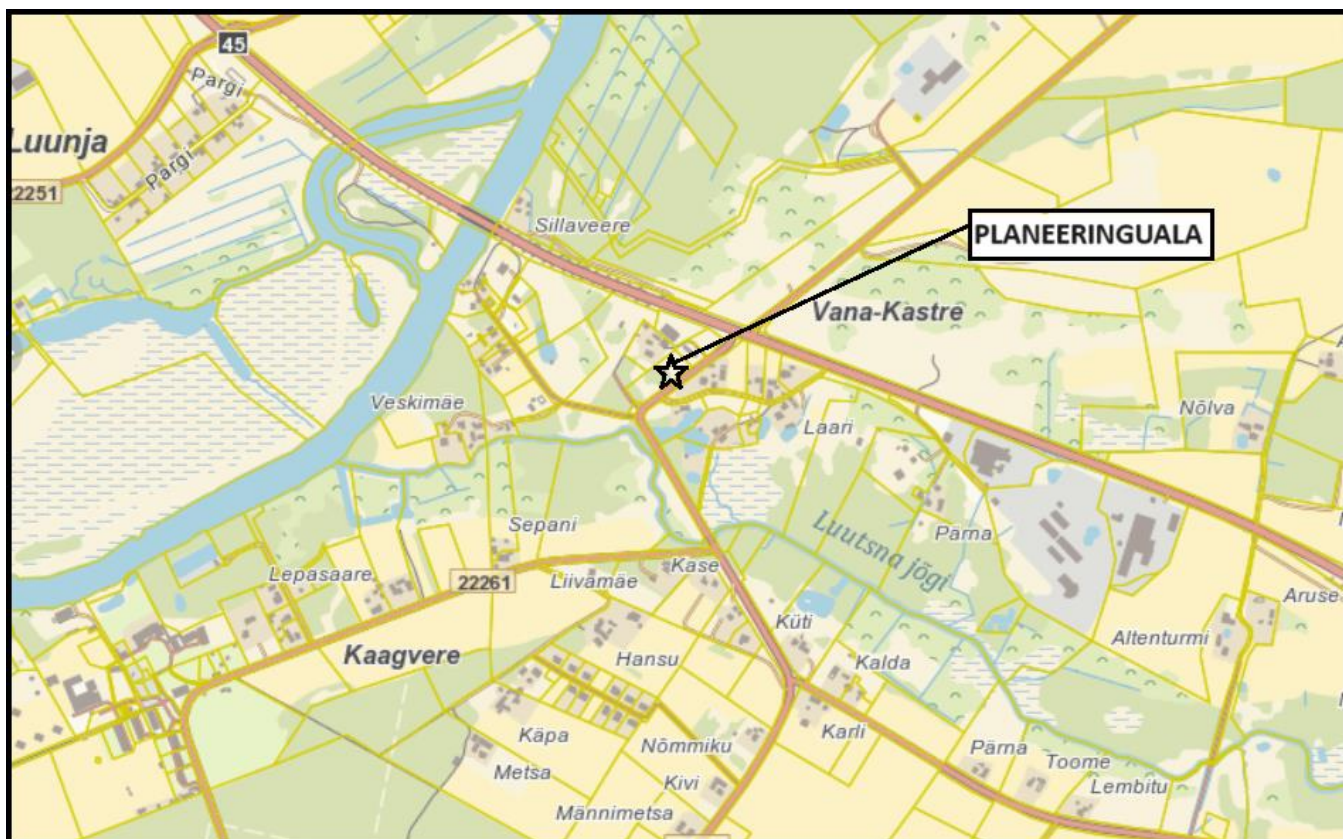 45
Pargi
Luunja
Pargi
22251
Sillaveere
PLANEERINGUALA
Vana-Kastre
Veskimäe
Nõlva
Laari
Sepani
Luutsna jõgi
Pärna
Lepasaare
22261
Liivamäe
Kase
Aruse
Küti
Altenturmi
Kaagvere
Hansu
Kalda
Käpa
Nõmmiku
Karli
Metsa
Pärna
Toome
Kivi
Lembitu
Männimetsa